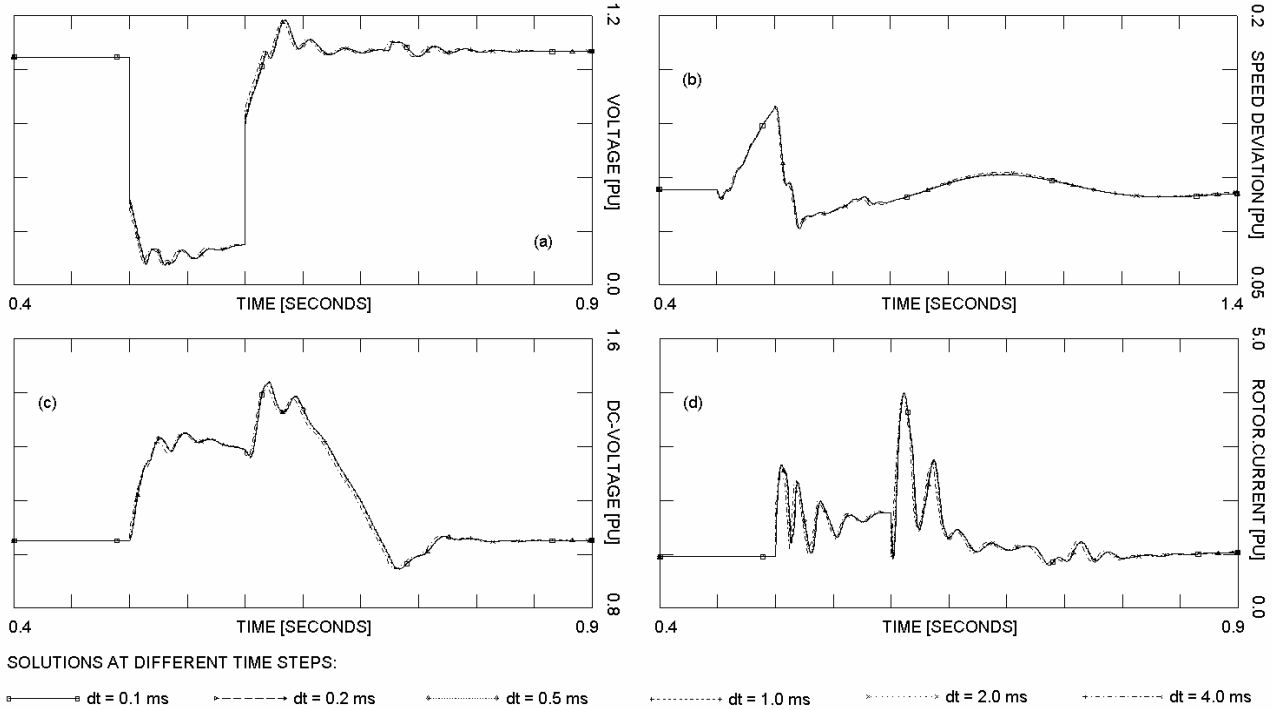 1.2
VOLTAGE [PU]
0.0
(a)
0.4
TIME [SECONDS]
0.9
0.2
SPEED DEVIATION [PU]
0.05
(b)
0.4
TIME [SECONDS]
1.4
1.6
DC-VOLTAGE [PU]
0.8
(c)
0.4
TIME [SECONDS]
0.9
5.0
ROTOR.CURRENT [PU]
0.0
(d)
0.4
TIME [SECONDS]
0.9
SOLUTIONS AT DIFFERENT TIME STEPS:
dt = 0.1 ms
dt = 0.2 ms
dt = 0.5 ms
dt = 1.0 ms
dt = 2.0 ms
dt = 4.0 ms